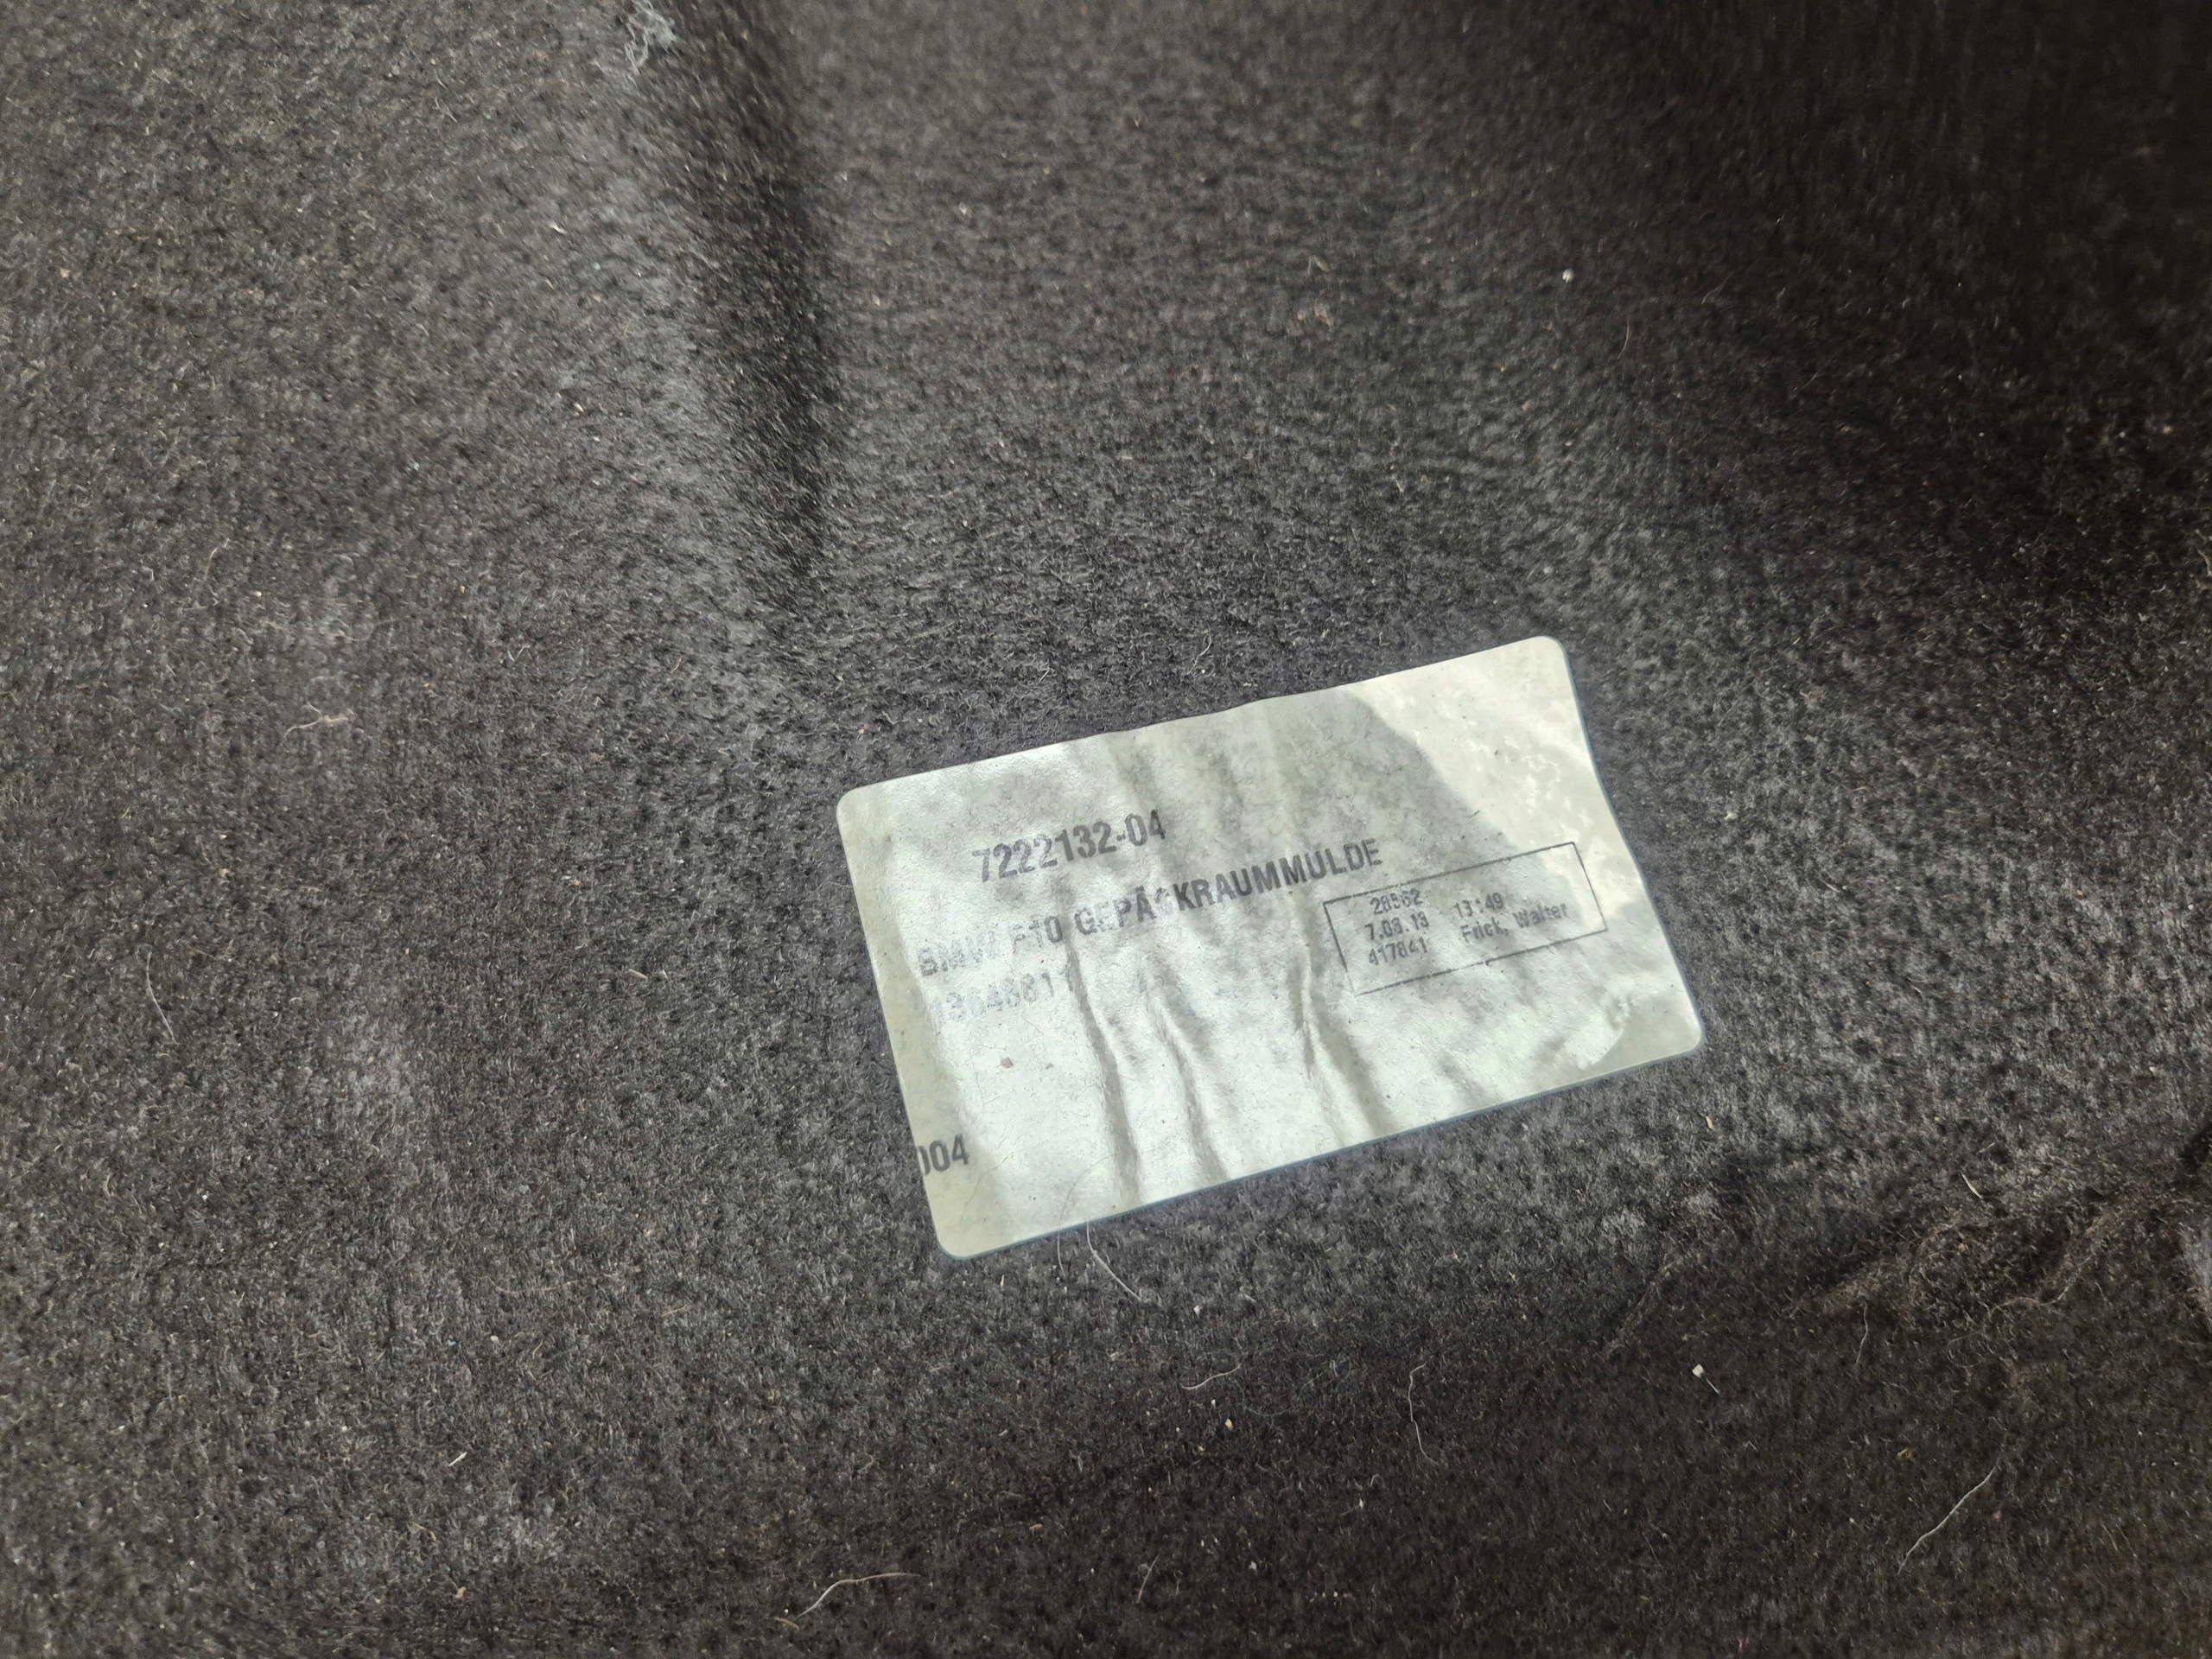 7222132-04
BMW F10 GEPÄCKRAUMMULDE
28562
7.08.13 13:49
417841 Frick, Walter
004